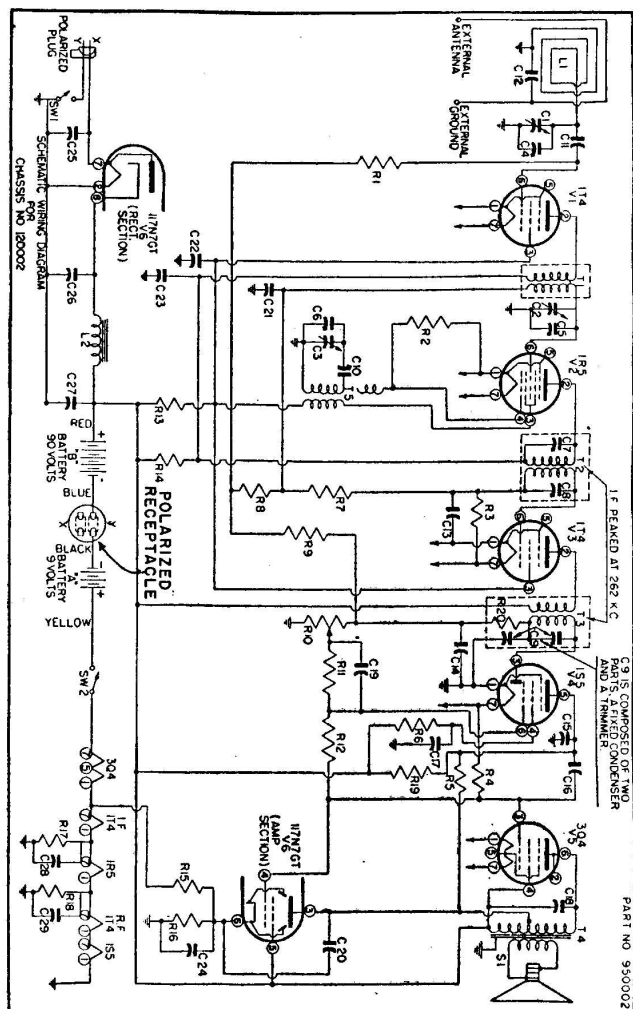 PART NO 950002
EXTERNAL
ANTENNA
L1
C12
EXTERNAL
GROUND
C1
C4
C11
R1
1T4
V1
T1
C2
C5
1R5
V2
R2
C6
C3
C10
T5
C22
C23
C21
R13
R14
R8
R7
R9
C7
T2
C8
I F PEAKED AT 262 K C
R3
C13
1T4
V3
T3
R20
C9
C 9 IS COMPOSED OF TWO
PARTS, A FIXED CONDENSER
AND A TRIMMER
R10
R11
C19
C14
R12
1S5
V4
C15
C16
R6
C17
R19
R5
R4
3Q4
V5
C18
T4
S1
117N7GT
V6
(AMP
SECTION)
C20
R15
R16
C24
POLARIZED
PLUG
X
Y
SW1
C25
117N7GT
V6
(RECT.
SECTION)
SCHEMATIC WIRING DIAGRAM
FOR
CHASSIS NO 120002
C26
L2
C27
RED
"B"
BATTERY
90 VOLTS
BLUE
X
Y
POLARIZED
RECEPTACLE
BLACK
"A"
BATTERY
9 VOLTS
YELLOW
SW2
3Q4
I F
1T4
R17
C28
1R5
R18
C29
R.F
1T4
1S5